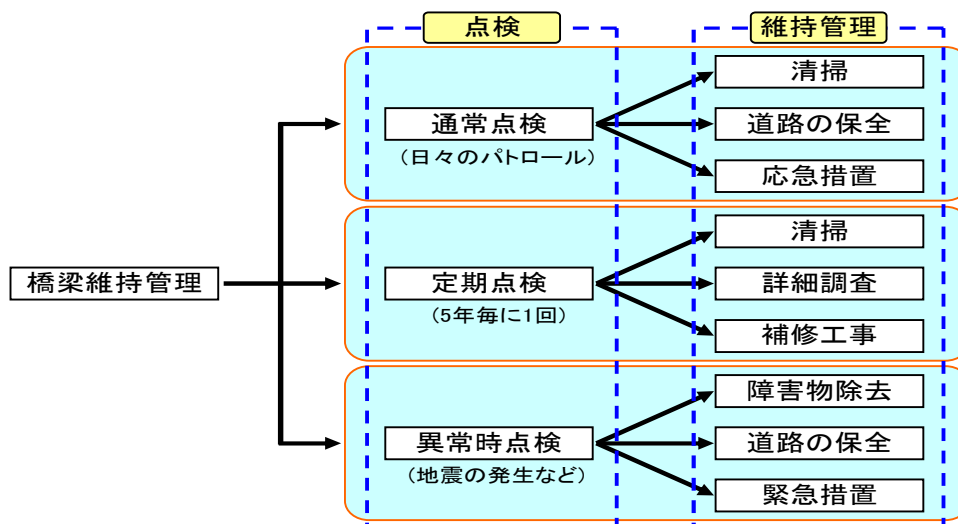 点検
維持管理
橋梁維持管理
通常点検
(日々のパトロール)
清掃
道路の保全
応急措置
定期点検
(5年毎に1回)
清掃
詳細調査
補修工事
異常時点検
(地震の発生など)
障害物除去
道路の保全
緊急措置